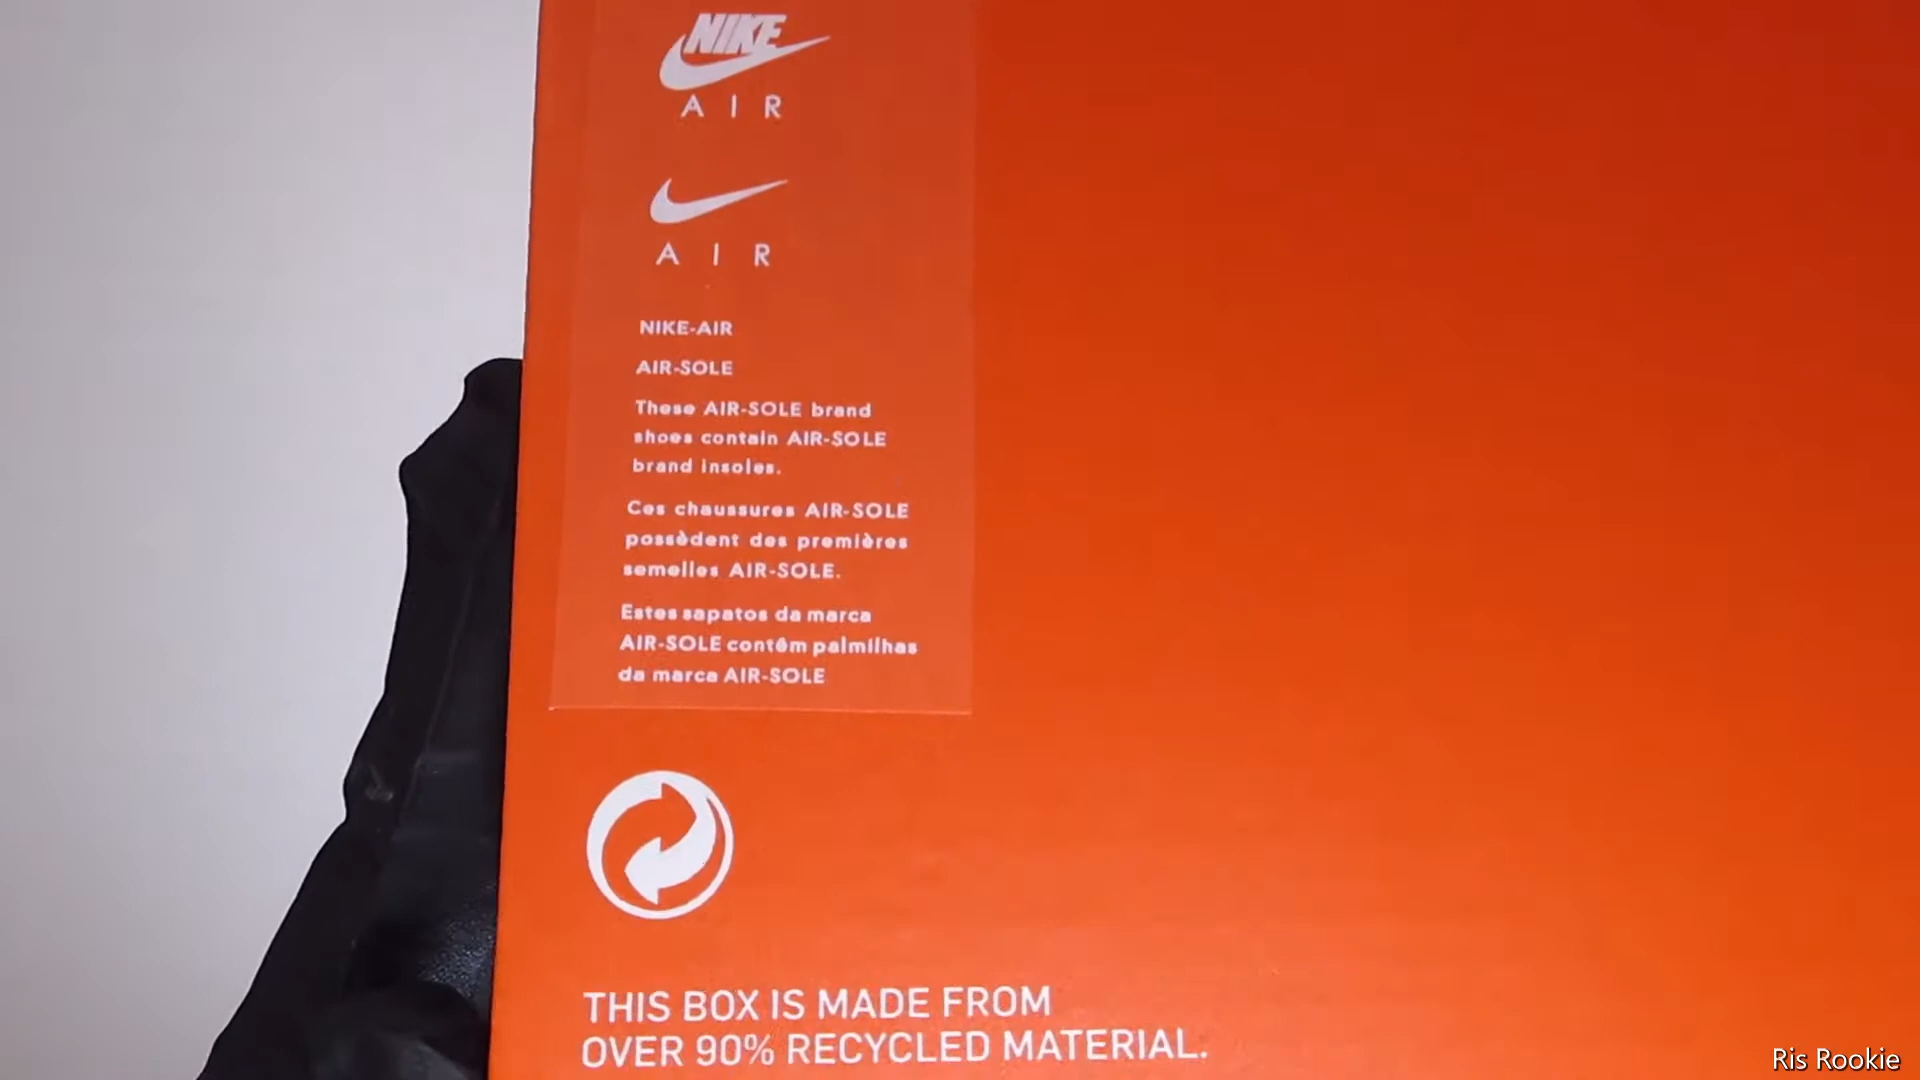 NIKE
AIR
AIR
NIKE-AIR
AIR-SOLE
These AIR-SOLE brand
shoes contain AIR-SOLE
brand insoles.
Ces chaussures AIR-SOLE
possèdent des premières
semelles AIR-SOLE.
Estes sapatos da marca
AIR-SOLE contêm palmilhas
da marca AIR-SOLE
THIS BOX IS MADE FROM
OVER 90% RECYCLED MATERIAL.
Ris Rookie